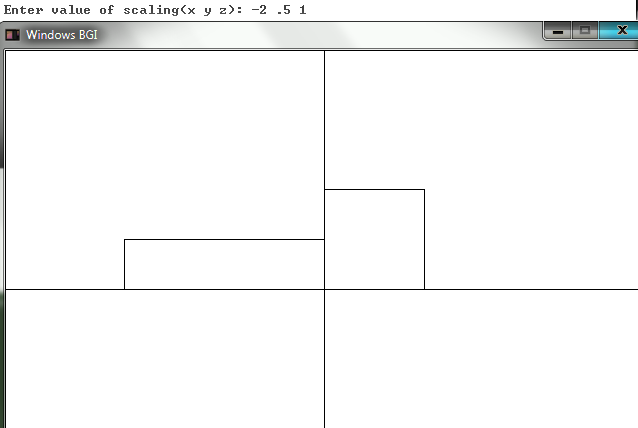 Enter value of scaling(x y z): -2 .5 1
Windows BGI